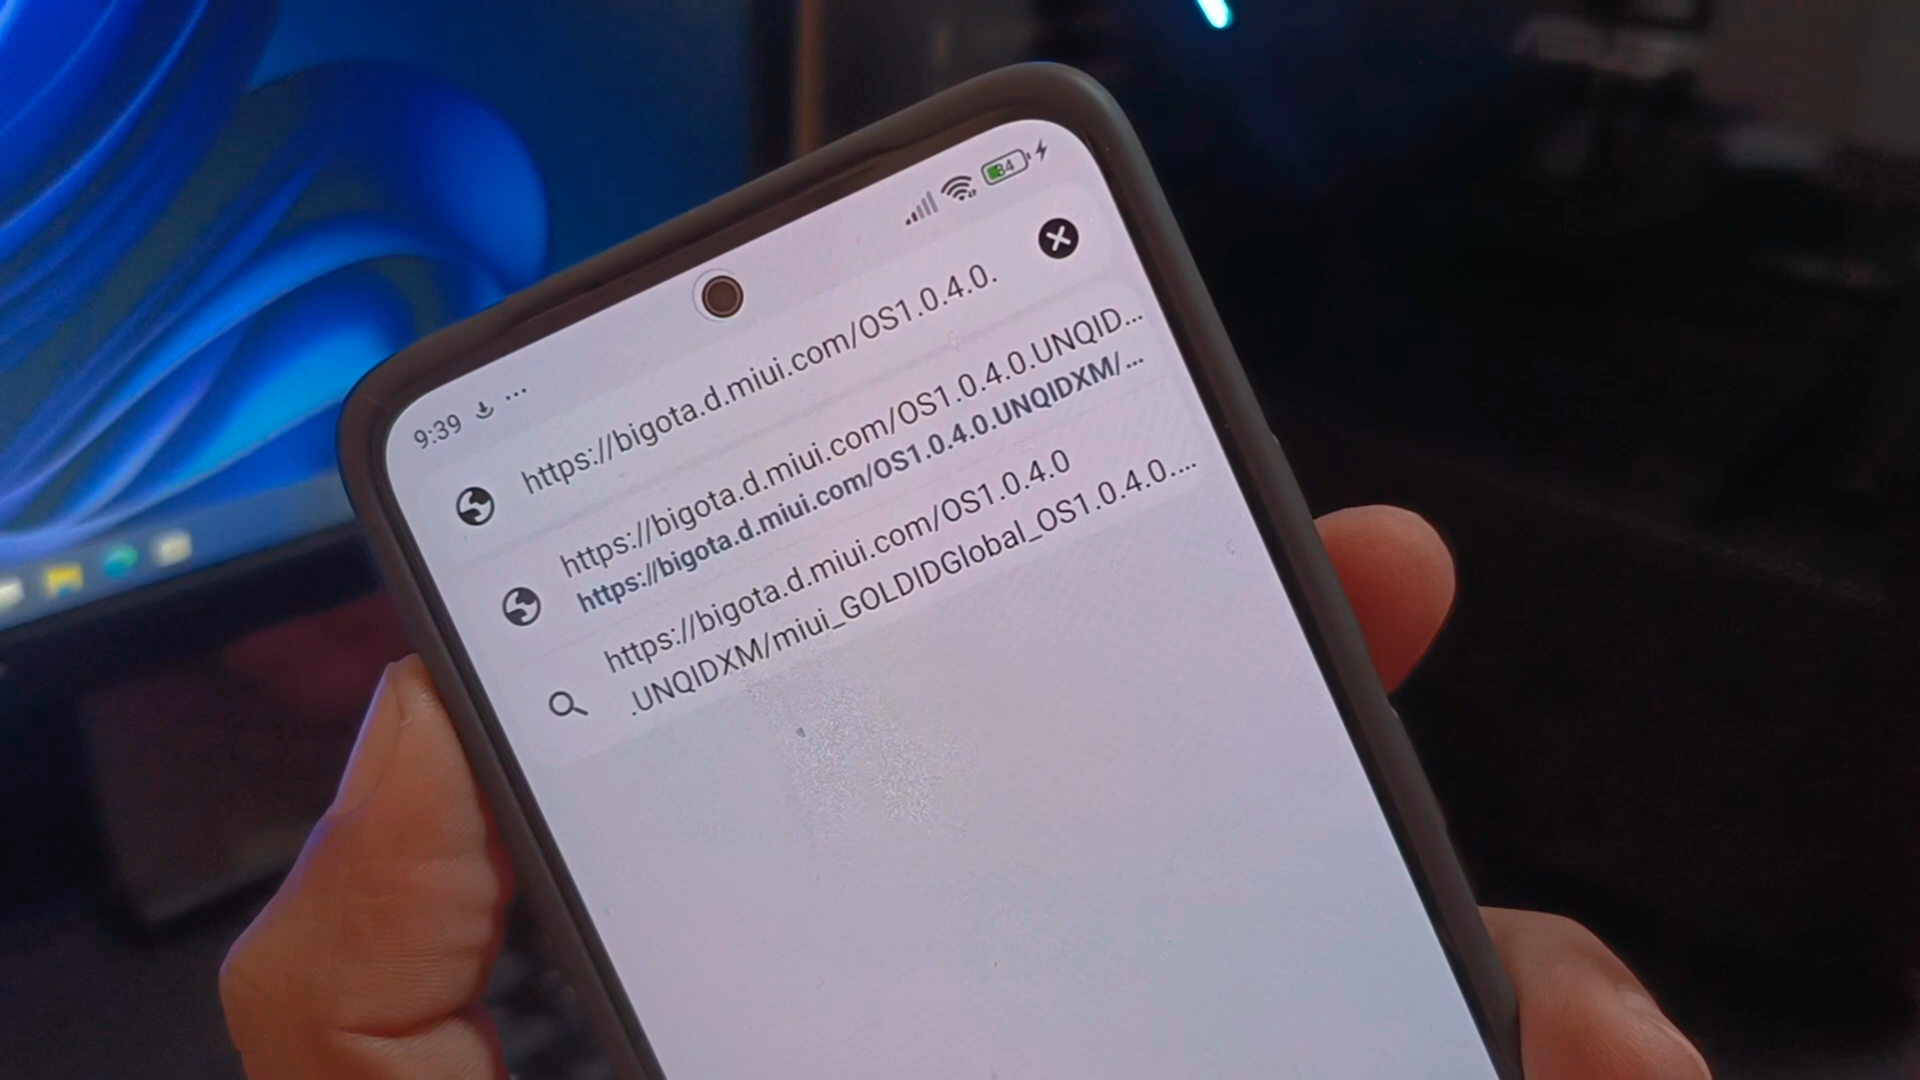 9:39 ...
34
https://bigota.d.miui.com/OS1.0.4.0.
https://bigota.d.miui.com/OS1.0.4.0.UNQID...
https://bigota.d.miui.com/OS1.0.4.0.UNQIDXM/...
https://bigota.d.miui.com/OS1.0.4.0
.UNQIDXM/miui_GOLDIDGlobal_OS1.0.4.0....